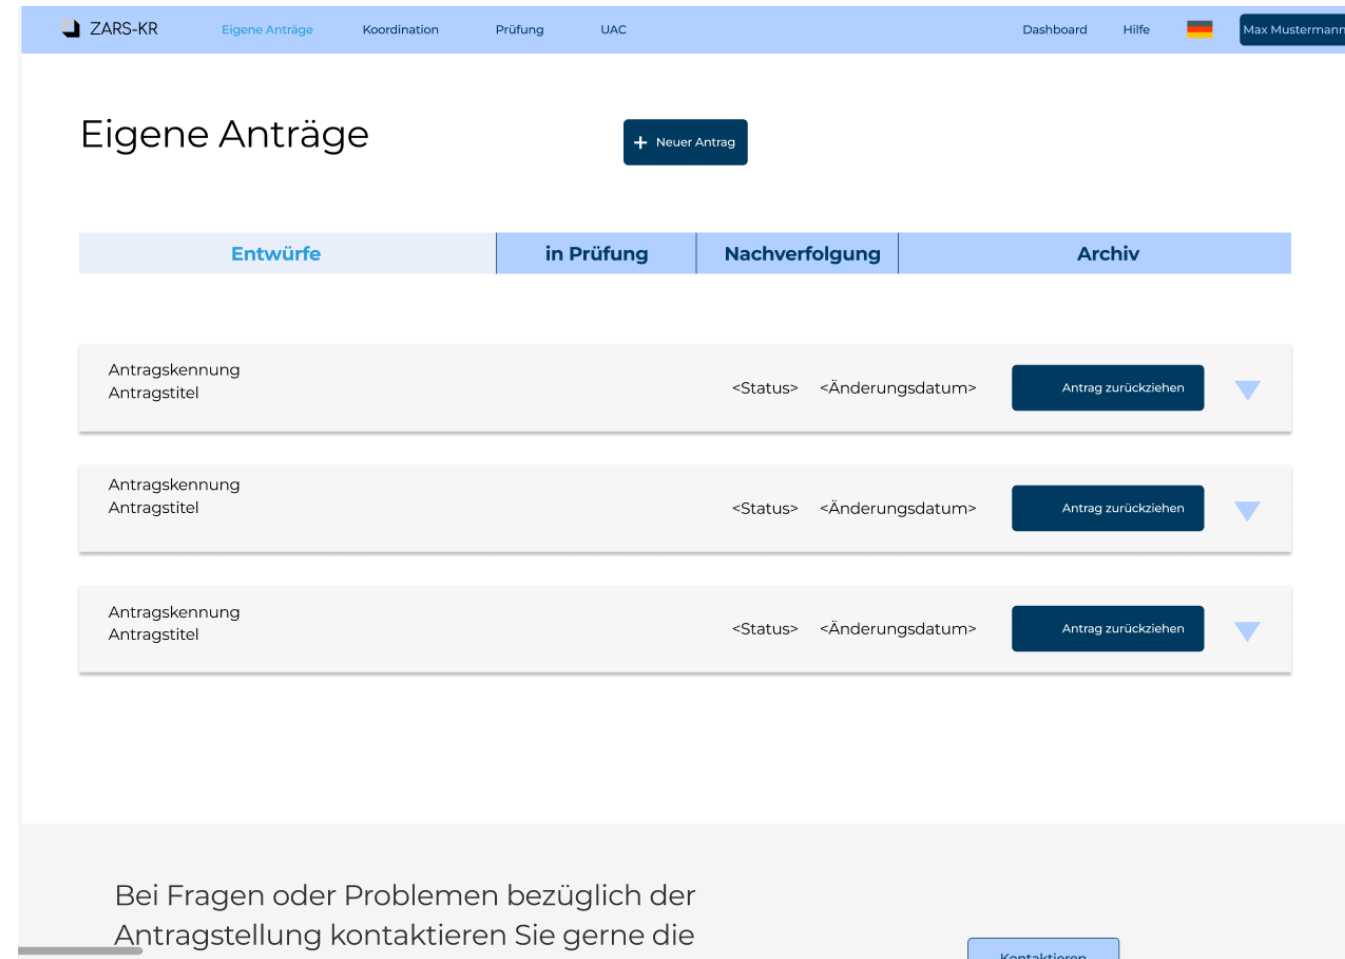 ZARS-KR Eigene Anträge Koordination Prüfung UAC Dashboard Hilfe Max Mustermann
Eigene Anträge
+ Neuer Antrag
Entwürfe in Prüfung Nachverfolgung Archiv
Antragskennung
Antragstitel
<Status> <Änderungsdatum> Antrag zurückziehen
Antragskennung
Antragstitel
<Status> <Änderungsdatum> Antrag zurückziehen
Antragskennung
Antragstitel
<Status> <Änderungsdatum> Antrag zurückziehen
Bei Fragen oder Problemen bezüglich der
Antragstellung kontaktieren Sie gerne die
Kontaktieren